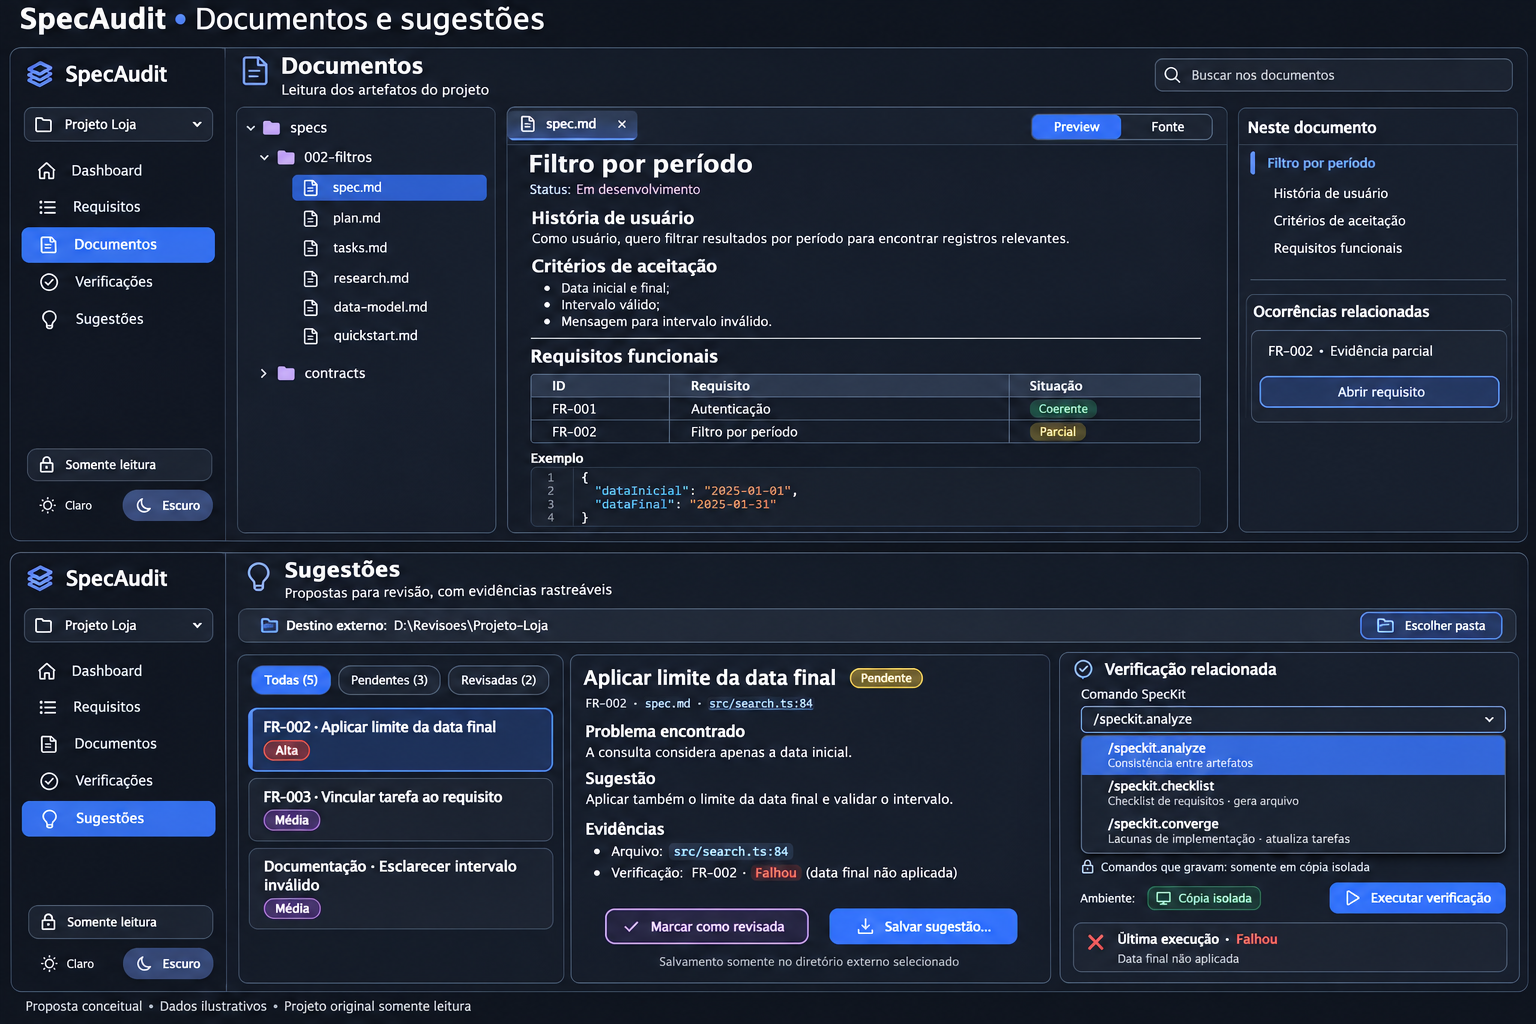 SpecAudit • Documentos e sugestões
SpecAudit
Projeto Loja
Dashboard
Requisitos
Documentos
Verificações
Sugestões
Somente leitura
Claro
Escuro
Documentos
Leitura dos artefatos do projeto
Buscar nos documentos
specs
002-filtros
spec.md
plan.md
tasks.md
research.md
data-model.md
quickstart.md
contracts
spec.md ×
Preview
Fonte
Filtro por período
Status: Em desenvolvimento
História de usuário
Como usuário, quero filtrar resultados por período para encontrar registros relevantes.
Critérios de aceitação
• Data inicial e final;
• Intervalo válido;
• Mensagem para intervalo inválido.
Requisitos funcionais
ID Requisito Situação
FR-001 Autenticação Coerente
FR-002 Filtro por período Parcial
Exemplo
1 {
2 "dataInicial": "2025-01-01",
3 "dataFinal": "2025-01-31"
4 }
Neste documento
Filtro por período
História de usuário
Critérios de aceitação
Requisitos funcionais
Ocorrências relacionadas
FR-002 • Evidência parcial
Abrir requisito
SpecAudit
Projeto Loja
Dashboard
Requisitos
Documentos
Verificações
Sugestões
Somente leitura
Claro
Escuro
Sugestões
Propostas para revisão, com evidências rastreáveis
Destino externo: D:\Revisoes\Projeto-Loja
Escolher pasta
Todas (5)
Pendentes (3)
Revisadas (2)
FR-002 · Aplicar limite da data final
Alta
FR-003 · Vincular tarefa ao requisito
Média
Documentação · Esclarecer intervalo
inválido
Média
Aplicar limite da data final Pendente
FR-002 · spec.md · src/search.ts:84
Problema encontrado
A consulta considera apenas a data inicial.
Sugestão
Aplicar também o limite da data final e validar o intervalo.
Evidências
• Arquivo: src/search.ts:84
• Verificação: FR-002 · Falhou (data final não aplicada)
Marcar como revisada
Salvar sugestão...
Salvamento somente no diretório externo selecionado
Verificação relacionada
Comando SpecKit
/speckit.analyze
/speckit.analyze
Consistência entre artefatos
/speckit.checklist
Checklist de requisitos · gera arquivo
/speckit.converge
Lacunas de implementação · atualiza tarefas
Comandos que gravam: somente em cópia isolada
Ambiente: Cópia isolada
Executar verificação
Última execução • Falhou
Data final não aplicada
Proposta conceitual • Dados ilustrativos • Projeto original somente leitura